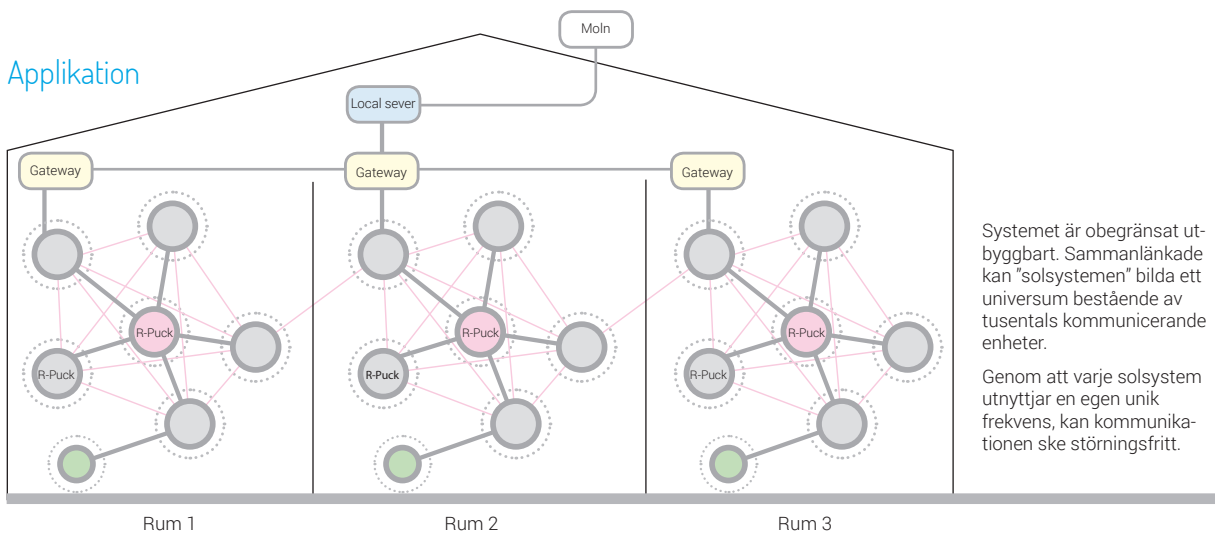 Moln
Applikation
Local sever
Gateway
Gateway
Gateway
R-Puck
R-Puck
R-Puck
R-Puck
R-Puck
R-Puck
Systemet är obegränsat ut-
byggbart. Sammanlänkade
kan ”solsystemen” bilda ett
universum bestående av
tusentals kommunicerande
enheter.
Genom att varje solsystem
utnyttjar en egen unik
frekvens, kan kommunika-
tionen ske störningsfritt.
Rum 1
Rum 2
Rum 3